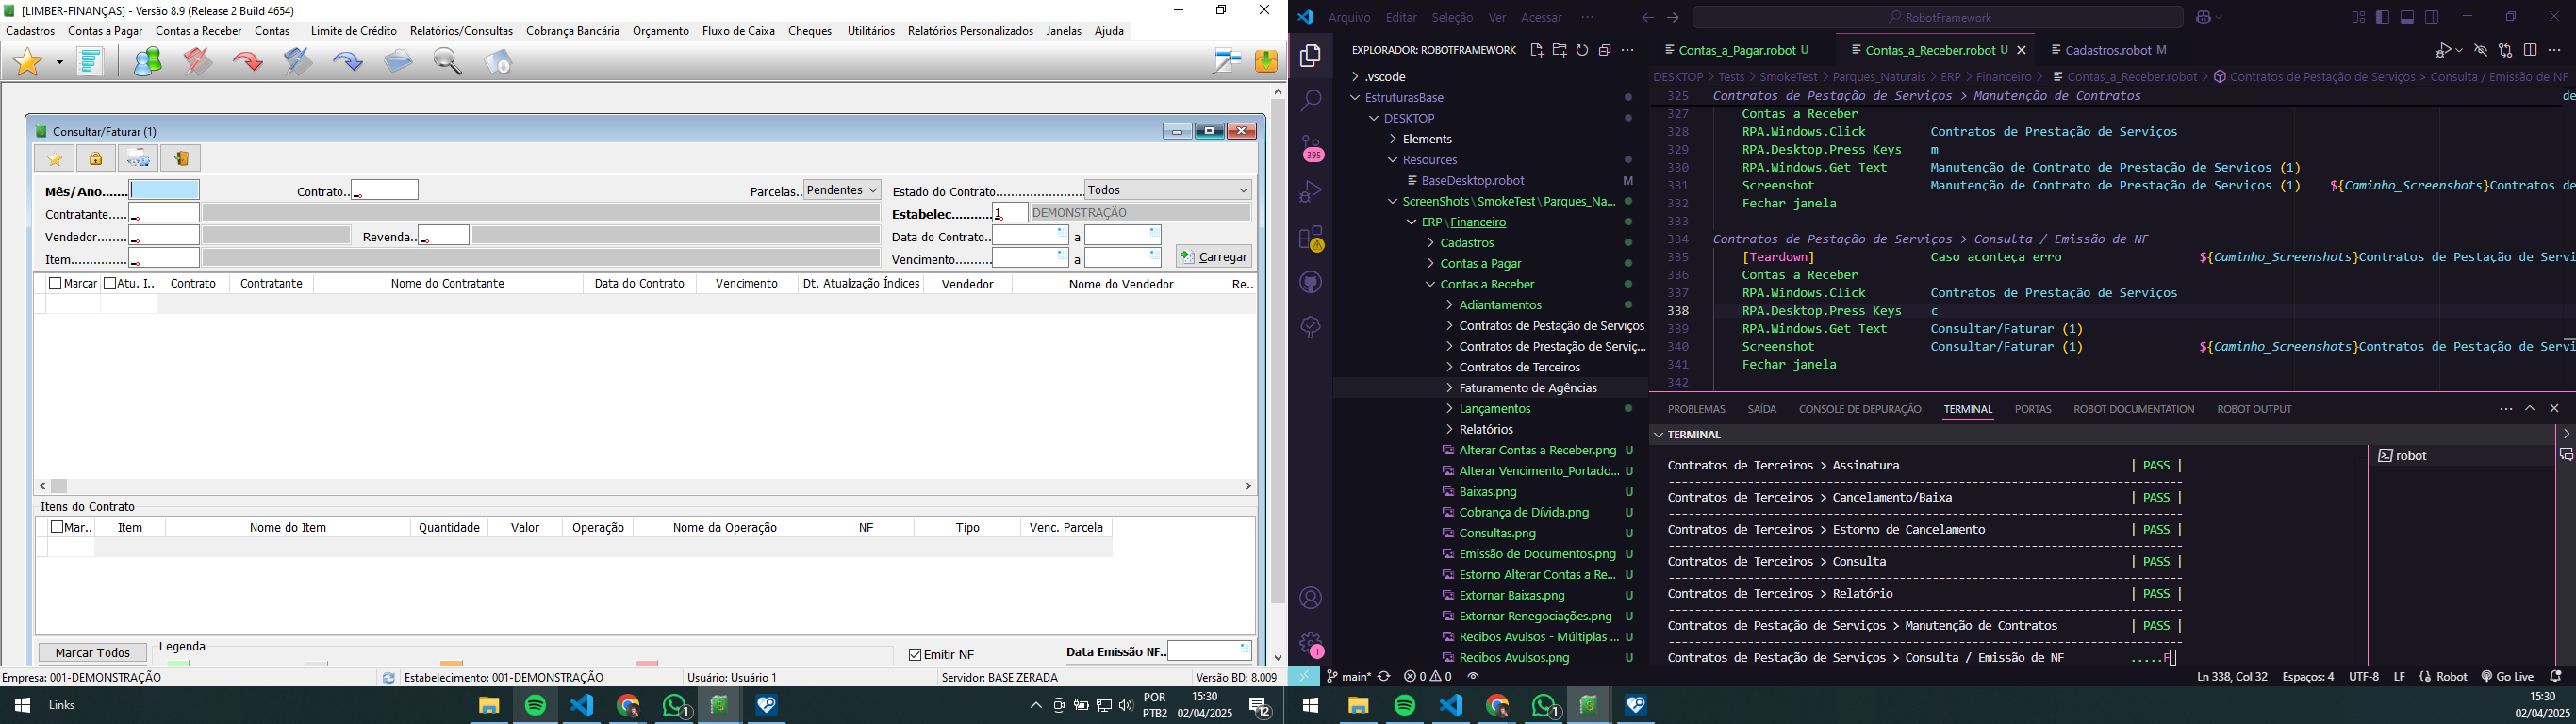 [LIMBER-FINANÇAS] - Versão 8.9 (Release 2 Build 4654)
Cadastros Contas a Pagar Contas a Receber Contas Limite de Crédito Relatórios/Consultas Cobrança Bancária Orçamento Fluxo de Caixa Cheques Utilitários Relatórios Personalizados Janelas Ajuda
Consultar/Faturar (1)
Mês/Ano....... Contrato.. Parcelas.. Pendentes Estado do Contrato........................ Todos
Contratante..... Estabelec........... 1 DEMONSTRAÇÃO
Vendedor........ Revenda.. Data do Contrato.. a
Item............... Vencimento.......... a Carregar
Marcar Atu. I.. Contrato Contratante Nome do Contratante Data do Contrato Vencimento Dt. Atualização Índices Vendedor Nome do Vendedor Re..
Itens do Contrato
Mar.. Item Nome do Item Quantidade Valor Operação Nome da Operação NF Tipo Venc. Parcela
Marcar Todos Legenda Emitir NF Data Emissão NF..
Empresa: 001-DEMONSTRAÇÃO Estabelecimento: 001-DEMONSTRAÇÃO Usuário: Usuário 1 Servidor: BASE ZERADA Versão BD: 8.009
Links 1 POR PTB2 15:30 02/04/2025 12
Arquivo Editar Seleção Ver Acessar ··· RobotFramework
EXPLORADOR: ROBOTFRAMEWORK
.vscode
EstruturasBase
DESKTOP
Elements
Resources
BaseDesktop.robot M
ScreenShots\SmokeTest\Parques_Na...
ERP\Financeiro
Cadastros
Contas a Pagar
Contas a Receber
Adiantamentos
Contratos de Pestação de Serviços
Contratos de Prestação de Serviç...
Contratos de Terceiros
Faturamento de Agências
Lançamentos
Relatórios
Alterar Contas a Receber.png U
Alterar Vencimento_Portado... U
Baixas.png U
Cobrança de Dívida.png U
Consultas.png U
Emissão de Documentos.png U
Estorno Alterar Contas a Re... U
Extornar Baixas.png U
Extornar Renegociações.png U
Recibos Avulsos - Múltiplas ... U
Recibos Avulsos.png U
395
1
Contas_a_Pagar.robot U Contas_a_Receber.robot U Cadastros.robot M
DESKTOP > Tests > SmokeTest > Parques_Naturais > ERP > Financeiro > Contas_a_Receber.robot > Contratos de Pestação de Serviços > Consulta / Emissão de NF
325 Contratos de Pestação de Serviços > Manutenção de Contratos de
327 Contas a Receber
328 RPA.Windows.Click Contratos de Prestação de Serviços
329 RPA.Desktop.Press Keys m
330 RPA.Windows.Get Text Manutenção de Contrato de Prestação de Serviços (1)
331 Screenshot Manutenção de Contrato de Prestação de Serviços (1) ${Caminho_Screenshots}Contratos de
332 Fechar janela
333
334 Contratos de Pestação de Serviços > Consulta / Emissão de NF
335 [Teardown] Caso aconteça erro ${Caminho_Screenshots}Contratos de Pestação de Servi
336 Contas a Receber
337 RPA.Windows.Click Contratos de Prestação de Serviços
338 RPA.Desktop.Press Keys c
339 RPA.Windows.Get Text Consultar/Faturar (1)
340 Screenshot Consultar/Faturar (1) ${Caminho_Screenshots}Contratos de Pestação de Servi
341 Fechar janela
342
PROBLEMAS SAÍDA CONSOLE DE DEPURAÇÃO TERMINAL PORTAS ROBOT DOCUMENTATION ROBOT OUTPUT
TERMINAL
robot
Contratos de Terceiros > Assinatura | PASS |
Contratos de Terceiros > Cancelamento/Baixa | PASS |
Contratos de Terceiros > Estorno de Cancelamento | PASS |
Contratos de Terceiros > Consulta | PASS |
Contratos de Terceiros > Relatório | PASS |
Contratos de Pestação de Serviços > Manutenção de Contratos | PASS |
Contratos de Pestação de Serviços > Consulta / Emissão de NF .....F
main* 0 0 Ln 338, Col 32 Espaços: 4 UTF-8 LF Robot Go Live
1 15:30 02/04/2025